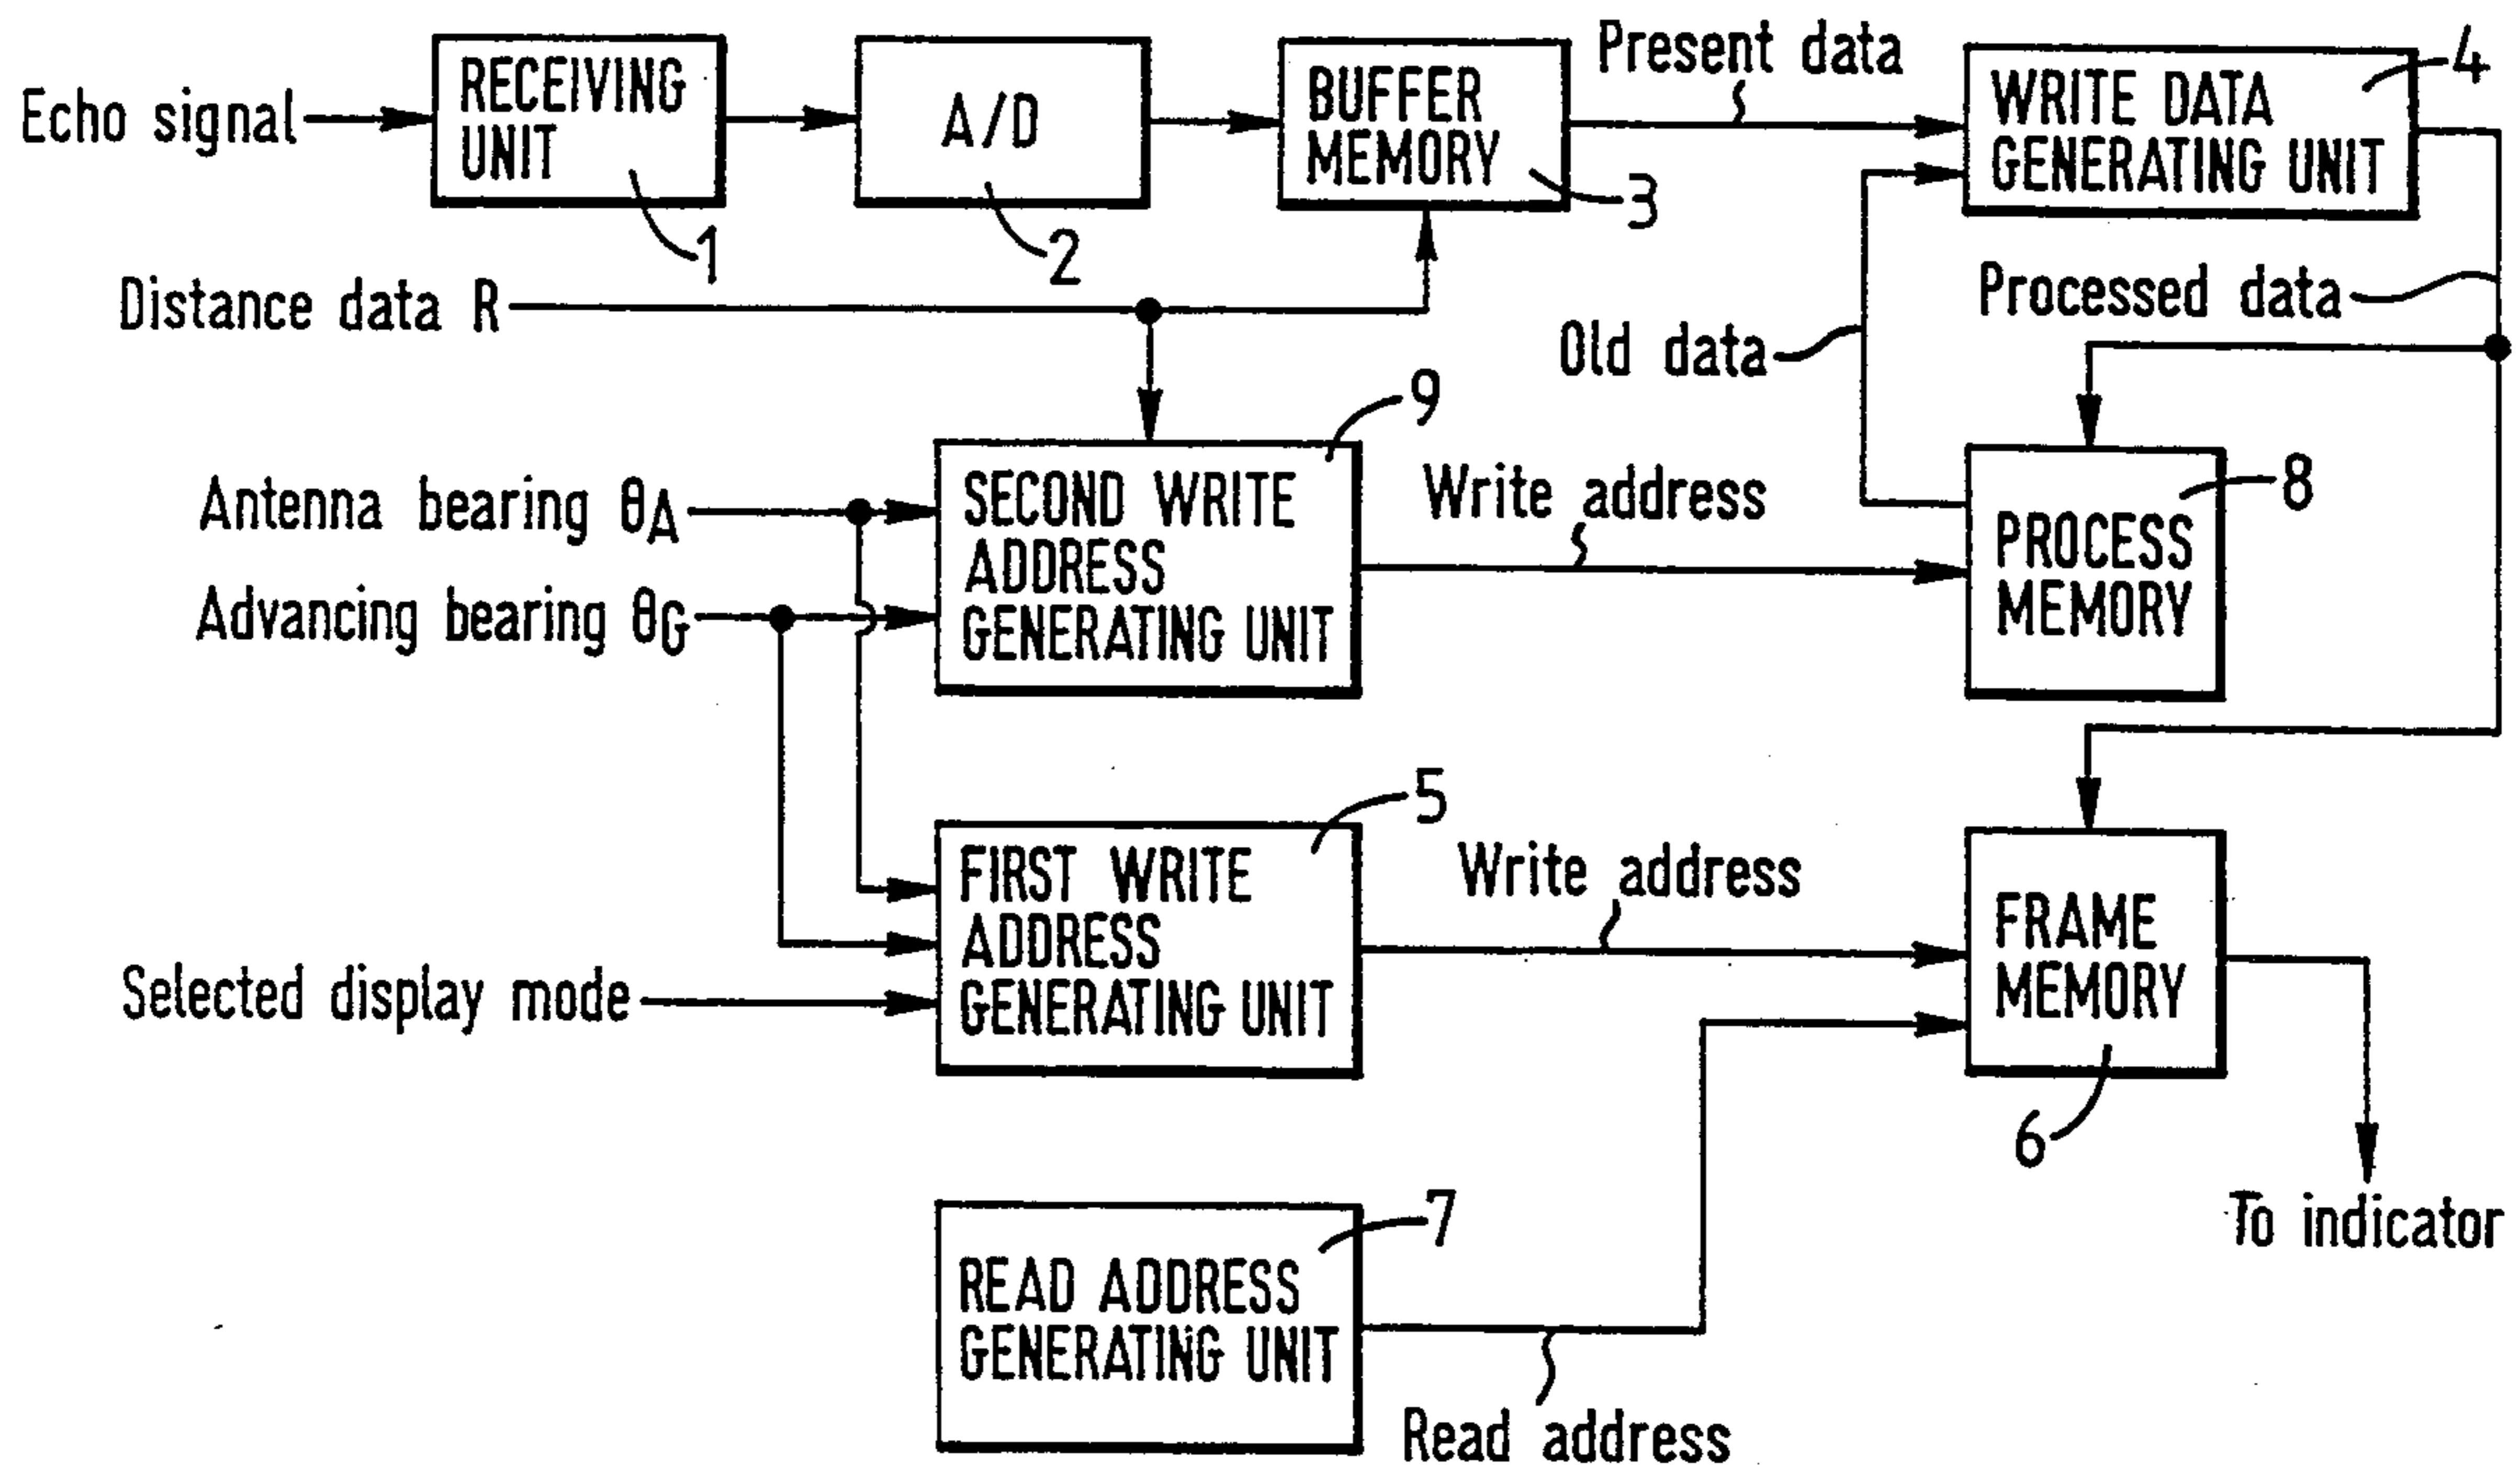 Echo signal
RECEIVING
UNIT
1
A/D
2
BUFFER
MEMORY
3
Present data
WRITE DATA
GENERATING UNIT
4
Distance data R
Old data
Processed data
Antenna bearing θA
Advancing bearing θG
SECOND WRITE
ADDRESS
GENERATING UNIT
9
Write address
PROCESS
MEMORY
8
Selected display mode
FIRST WRITE
ADDRESS
GENERATING UNIT
5
Write address
FRAME
MEMORY
6
READ ADDRESS
GENERATING UNIT
7
Read address
To indicator